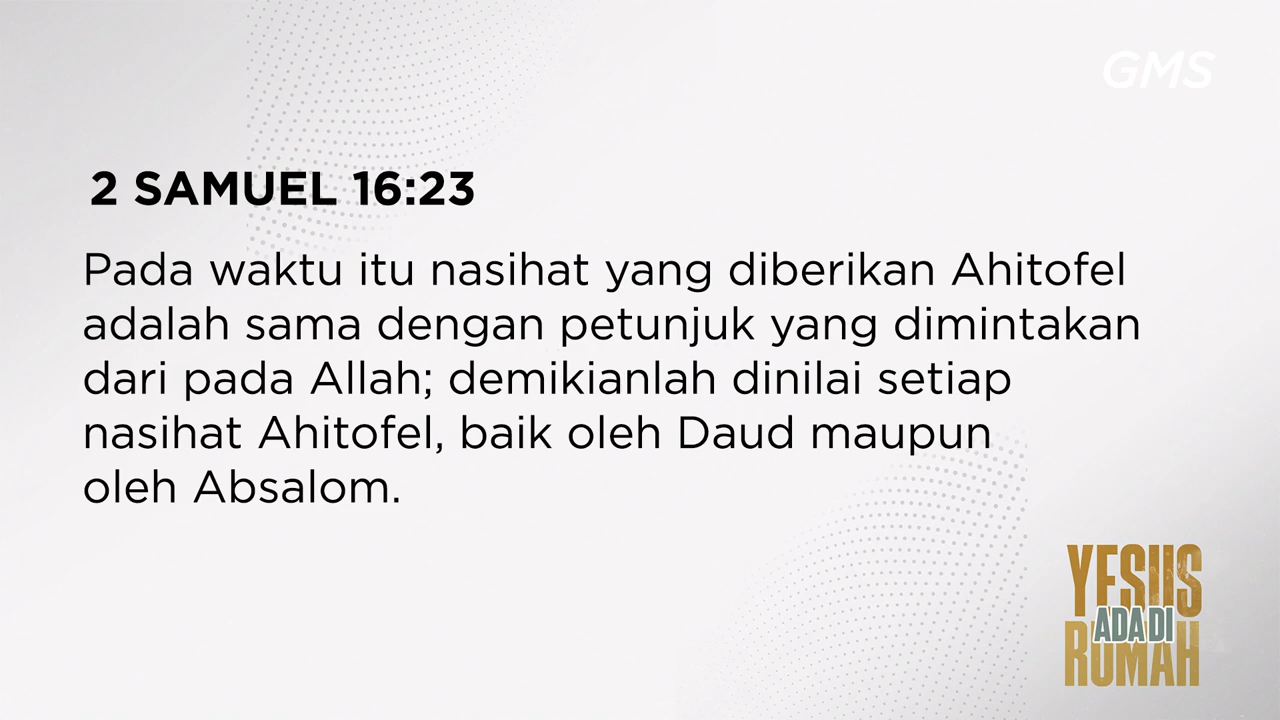 GMS
2 SAMUEL 16:23
Pada waktu itu nasihat yang diberikan Ahitofel
adalah sama dengan petunjuk yang dimintakan
dari pada Allah; demikianlah dinilai setiap
nasihat Ahitofel, baik oleh Daud maupun
oleh Absalom.
YESUS
ADA DI
RUMAH